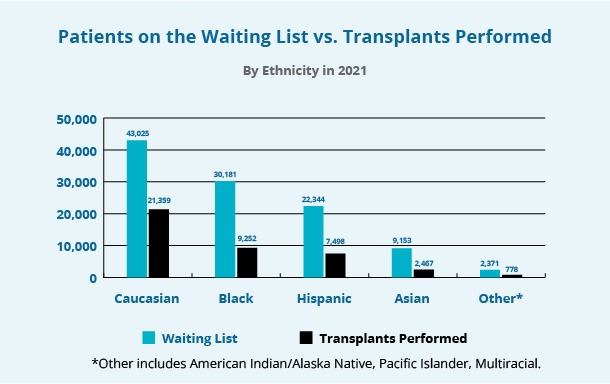 Patients on the Waiting List vs. Transplants Performed
By Ethnicity in 2021
50,000
40,000
30,000
20,000
10,000
0
43,025
21,359
30,181
9,252
22,344
7,498
9,153
2,467
2,371
778
Caucasian
Black
Hispanic
Asian
Other*
Waiting List
Transplants Performed
*Other includes American Indian/Alaska Native, Pacific Islander, Multiracial.